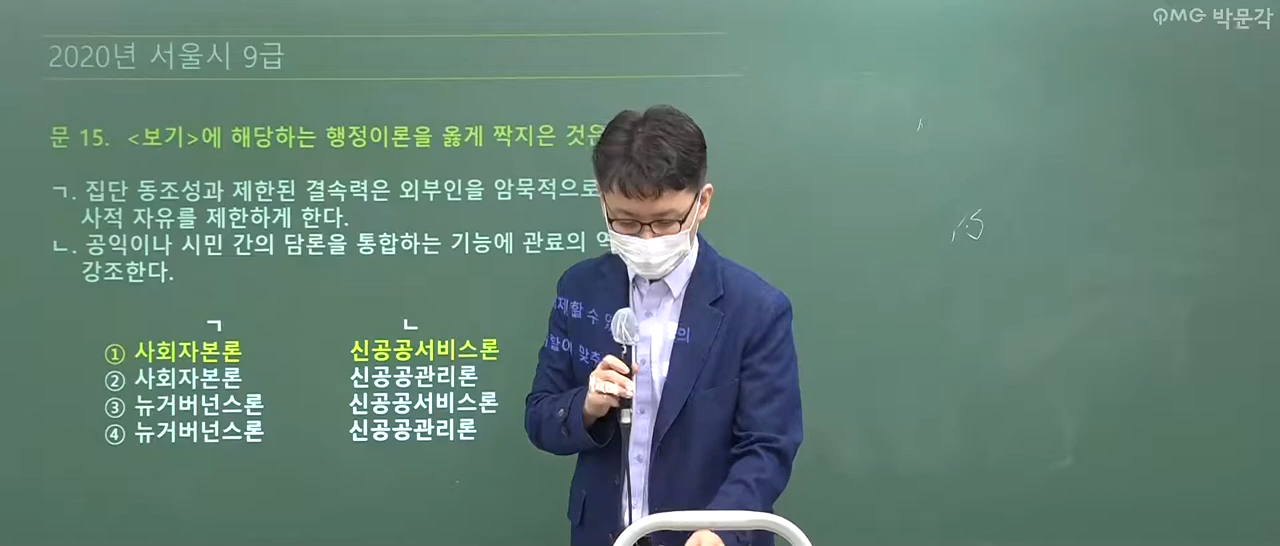 PMG 박문각
2020년 서울시 9급
문 15. <보기>에 해당하는 행정이론을 옳게 짝지은 것은
ㄱ. 집단 동조성과 제한된 결속력은 외부인을 암묵적으로
사적 자유를 제한하게 한다.
ㄴ. 공익이나 시민 간의 담론을 통합하는 기능에 관료의
강조한다.
15
ㄱ ㄴ
① 사회자본론 신공공서비스론
② 사회자본론 신공공관리론
③ 뉴거버넌스론 신공공서비스론
④ 뉴거버넌스론 신공공관리론